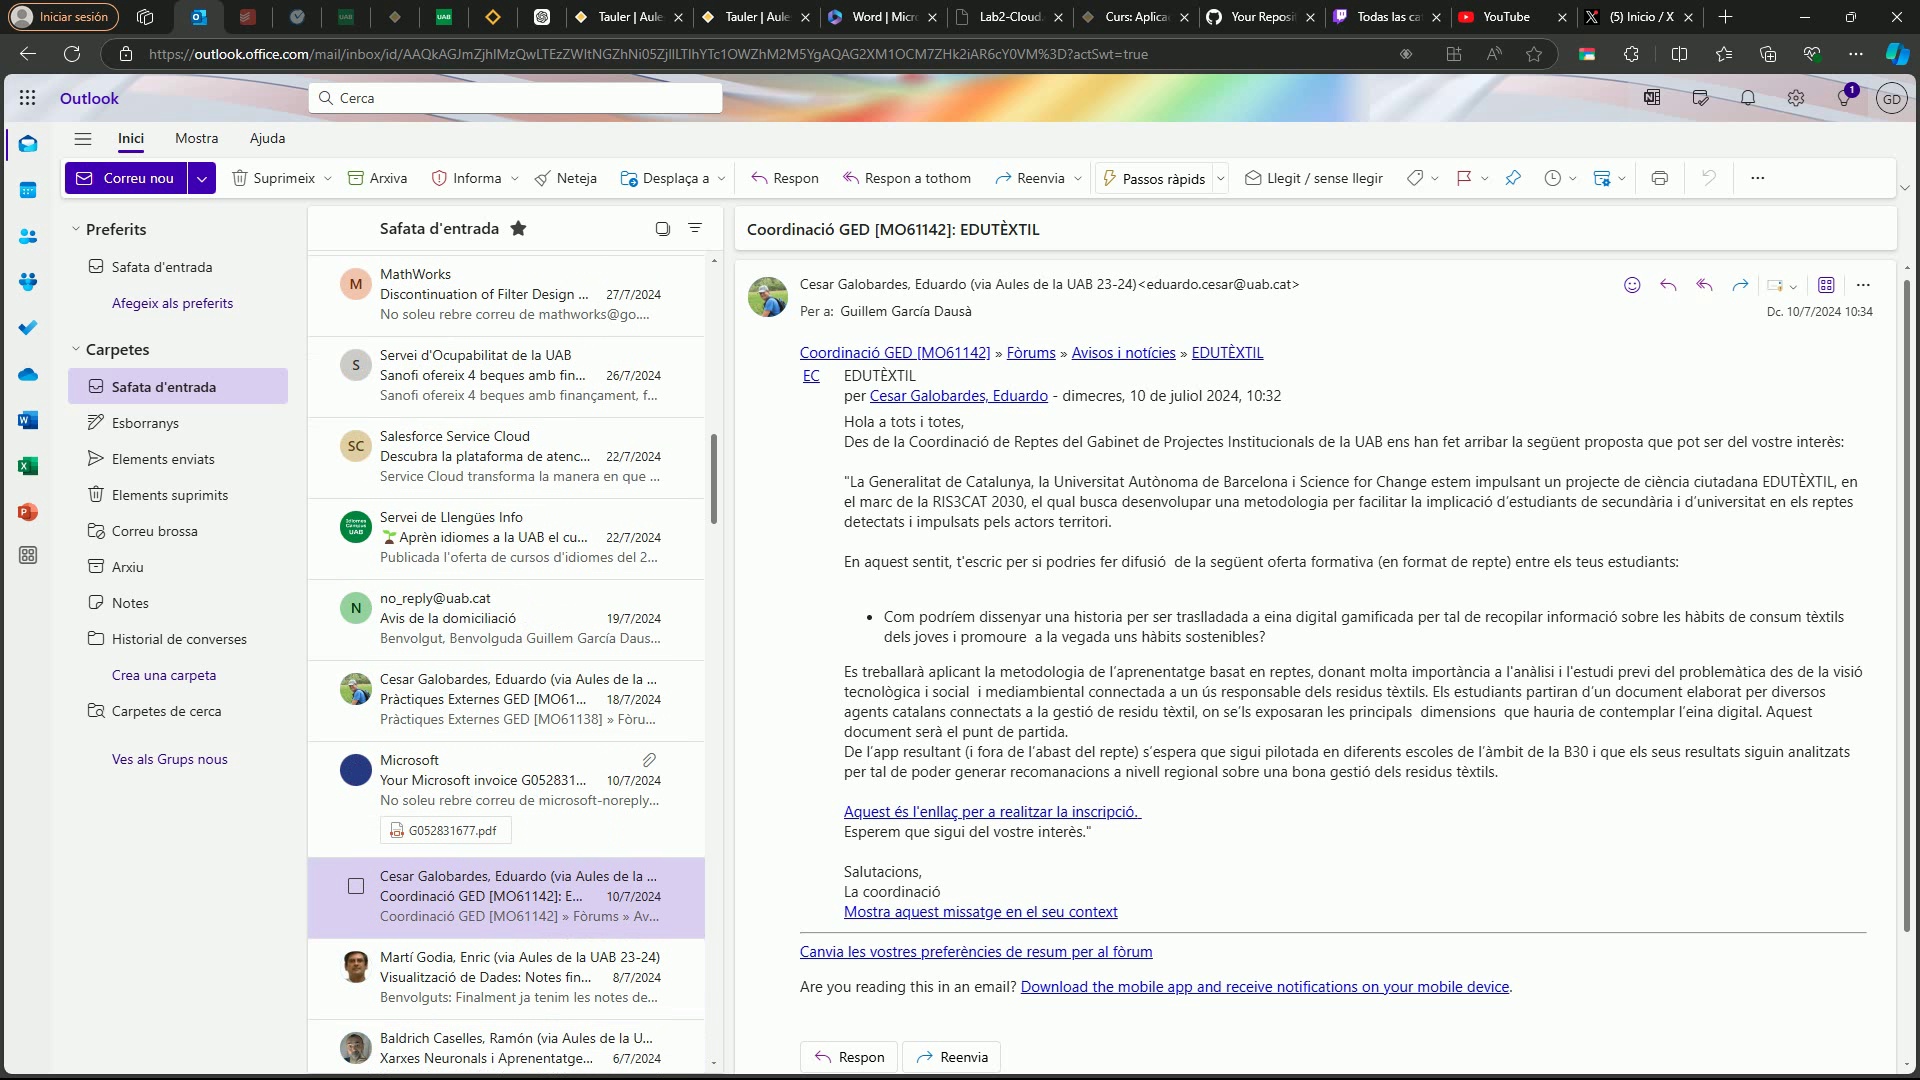 Iniciar sesión
Tauler | Aule
Tauler | Aule
Word | Micr
Lab2-Cloud.
Curs: Aplica
Your Reposi
Todas las ca
YouTube
(5) Inicio / X
https://outlook.office.com/mail/inbox/id/AAQkAGJmZjhlMzQwLTEzZWItNGZhNi05ZjllLTlhYTc1OWZhM2M5YgAQAG2XM1OCM7ZHk2iAR6cY0VM%3D?actSwt=true
Outlook
Cerca
1
GD
Inici
Mostra
Ajuda
Correu nou
Suprimeix
Arxiva
Informa
Neteja
Desplaça a
Respon
Respon a tothom
Reenvia
Passos ràpids
Llegit / sense llegir
Preferits
Safata d'entrada
Afegeix als preferits
Carpetes
Safata d'entrada
Esborranys
Elements enviats
Elements suprimits
Correu brossa
Arxiu
Notes
Historial de converses
Crea una carpeta
Carpetes de cerca
Ves als Grups nous
Safata d'entrada
M
MathWorks
Discontinuation of Filter Design ... 27/7/2024
No soleu rebre correu de mathworks@go....
S
Servei d'Ocupabilitat de la UAB
Sanofi ofereix 4 beques amb fin... 26/7/2024
Sanofi ofereix 4 beques amb finançament, f...
SC
Salesforce Service Cloud
Descubra la plataforma de atenc... 22/7/2024
Service Cloud transforma la manera en que ...
Servei de Llengües Info
Aprèn idiomes a la UAB el cu... 22/7/2024
Publicada l'oferta de cursos d'idiomes del 2...
N
no_reply@uab.cat
Avis de la domiciliació 19/7/2024
Benvolgut, Benvolguda Guillem García Daus...
Cesar Galobardes, Eduardo (via Aules de la ...
Pràctiques Externes GED [MO61... 18/7/2024
Pràctiques Externes GED [MO61138] » Fòru...
Microsoft
Your Microsoft invoice G052831... 10/7/2024
No soleu rebre correu de microsoft-noreply...
G052831677.pdf
Cesar Galobardes, Eduardo (via Aules de la ...
Coordinació GED [MO61142]: E... 10/7/2024
Coordinació GED [MO61142] » Fòrums » Av...
Martí Godia, Enric (via Aules de la UAB 23-24)
Visualització de Dades: Notes fin... 8/7/2024
Benvolguts: Finalment ja tenim les notes de...
Baldrich Caselles, Ramón (via Aules de la U...
Xarxes Neuronals i Aprenentatge... 6/7/2024
Coordinació GED [MO61142]: EDUTÈXTIL
Cesar Galobardes, Eduardo (via Aules de la UAB 23-24)<eduardo.cesar@uab.cat>
Per a: Guillem García Dausà
Dc. 10/7/2024 10:34
Coordinació GED [MO61142] » Fòrums » Avisos i notícies » EDUTÈXTIL
EC EDUTÈXTIL
per Cesar Galobardes, Eduardo - dimecres, 10 de juliol 2024, 10:32
Hola a tots i totes,
Des de la Coordinació de Reptes del Gabinet de Projectes Institucionals de la UAB ens han fet arribar la següent proposta que pot ser del vostre interès:
"La Generalitat de Catalunya, la Universitat Autònoma de Barcelona i Science for Change estem impulsant un projecte de ciència ciutadana EDUTÈXTIL, en
el marc de la RIS3CAT 2030, el qual busca desenvolupar una metodologia per facilitar la implicació d'estudiants de secundària i d'universitat en els reptes
detectats i impulsats pels actors territori.
En aquest sentit, t'escric per si podries fer difusió de la següent oferta formativa (en format de repte) entre els teus estudiants:
• Com podríem dissenyar una historia per ser traslladada a eina digital gamificada per tal de recopilar informació sobre les hàbits de consum tèxtils
dels joves i promoure a la vegada uns hàbits sostenibles?
Es treballarà aplicant la metodologia de l'aprenentatge basat en reptes, donant molta importància a l'anàlisi i l'estudi previ del problemàtica des de la visió
tecnològica i social i mediambiental connectada a un ús responsable dels residus tèxtils. Els estudiants partiran d'un document elaborat per diversos
agents catalans connectats a la gestió de residu tèxtil, on se'ls exposaran les principals dimensions que hauria de contemplar l'eina digital. Aquest
document serà el punt de partida.
De l'app resultant (i fora de l'abast del repte) s'espera que sigui pilotada en diferents escoles de l'àmbit de la B30 i que els seus resultats siguin analitzats
per tal de poder generar recomanacions a nivell regional sobre una bona gestió dels residus tèxtils.
Aquest és l'enllaç per a realitzar la inscripció.
Esperem que sigui del vostre interès."
Salutacions,
La coordinació
Mostra aquest missatge en el seu context
Canvia les vostres preferències de resum per al fòrum
Are you reading this in an email? Download the mobile app and receive notifications on your mobile device.
Respon
Reenvia